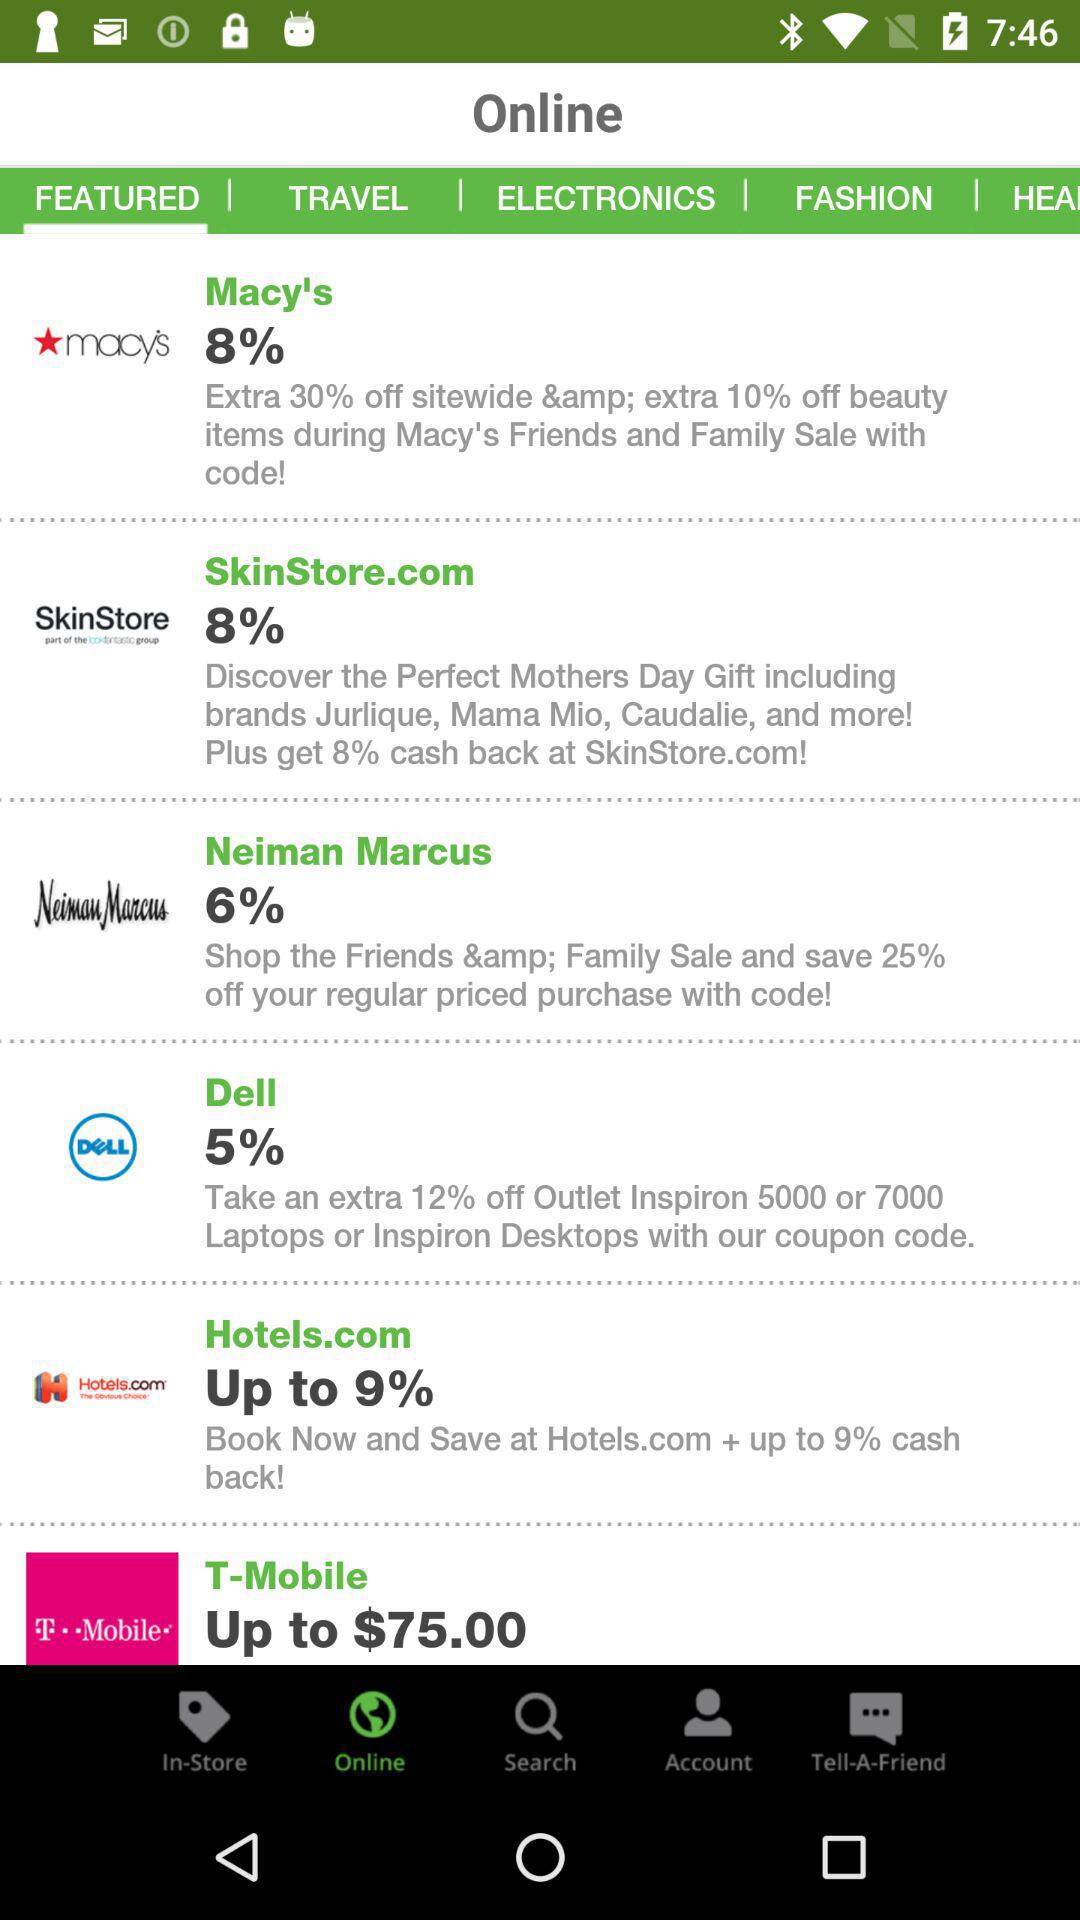 7:46
Online
FEATURED TRAVEL ELECTRONICS FASHION HEA
Macy's
macy's
8%
Extra 30% off sitewide &amp; extra 10% off beauty
items during Macy's Friends and Family Sale with
code!
SkinStore.com
SkinStore
part of the lookfantastic group
8%
Discover the Perfect Mothers Day Gift including
brands Jurlique, Mama Mio, Caudalie, and more!
Plus get 8% cash back at SkinStore.com!
Neiman Marcus
Neiman Marcus
6%
Shop the Friends &amp; Family Sale and save 25%
off your regular priced purchase with code!
Dell
DELL
5%
Take an extra 12% off Outlet Inspiron 5000 or 7000
Laptops or Inspiron Desktops with our coupon code.
Hotels.com
Hotels.com
The Obvious Choice
Up to 9%
Book Now and Save at Hotels.com + up to 9% cash
back!
T-Mobile
T··Mobile·
Up to $75.00
In-Store Online Search Account Tell-A-Friend